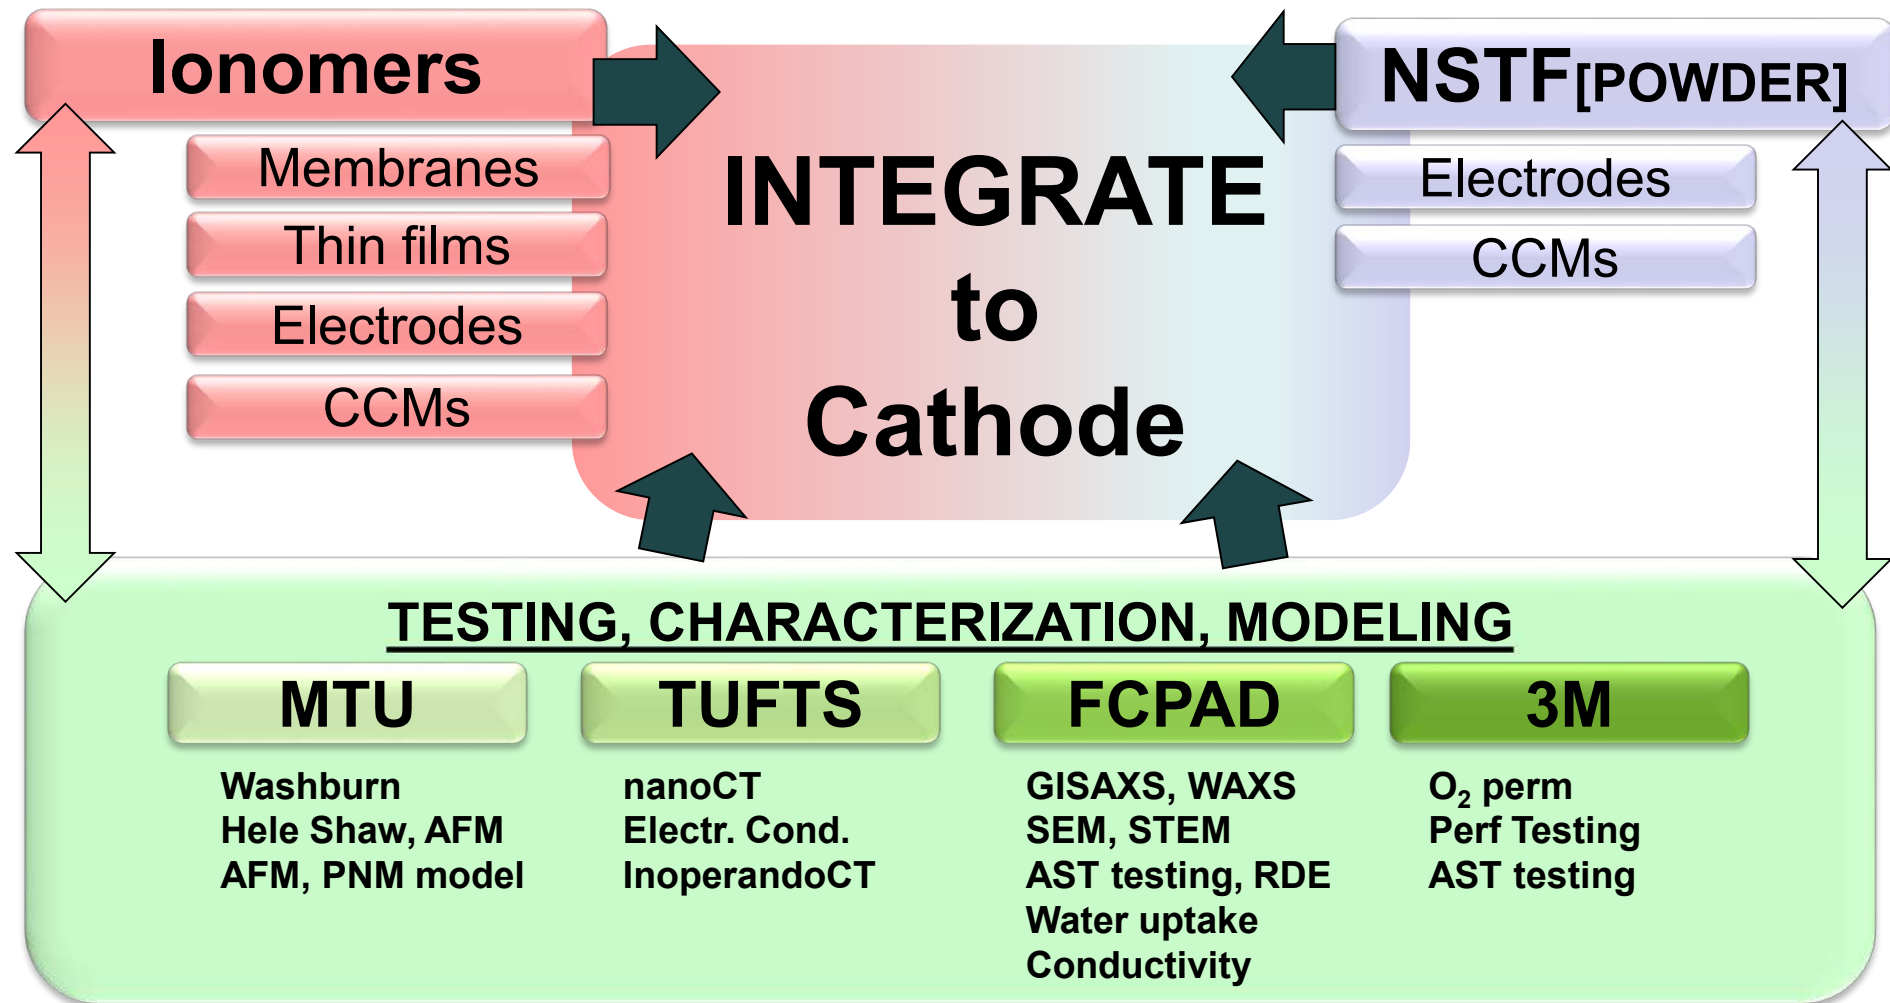 Ionomers
Membranes
Thin films
Electrodes
CCMs
INTEGRATE
to
Cathode
NSTF[POWDER]
Electrodes
CCMs
TESTING, CHARACTERIZATION, MODELING
MTU
Washburn
Hele Shaw, AFM
AFM, PNM model
TUFTS
nanoCT
Electr. Cond.
InoperandoCT
FCPAD
GISAXS, WAXS
SEM, STEM
AST testing, RDE
Water uptake
Conductivity
3M
O₂ perm
Perf Testing
AST testing